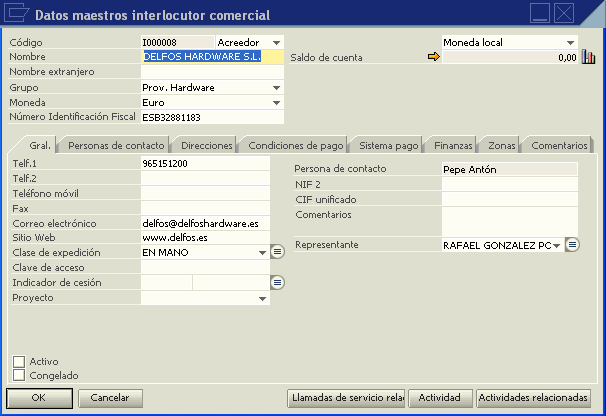 Datos maestros interlocutor comercial
Código I000008 Acreedor Moneda local
Nombre DELFOS HARDWARE S.L. Saldo de cuenta 0,00
Nombre extranjero
Grupo Prov. Hardware
Moneda Euro
Número Identificación Fiscal ESB32881183
Gral. Personas de contacto Direcciones Condiciones de pago Sistema pago Finanzas Zonas Comentarios
Telf.1 965151200 Persona de contacto Pepe Antón
Telf.2 NIF 2
Teléfono móvil CIF unificado
Fax Comentarios
Correo electrónico delfos@delfoshardware.es
Sitio Web www.delfos.es
Clase de expedición EN MANO Representante RAFAEL GONZALEZ PC
Clave de acceso
Indicador de cesión
Proyecto
Activo
Congelado
OK Cancelar Llamadas de servicio rela Actividad Actividades relacionadas